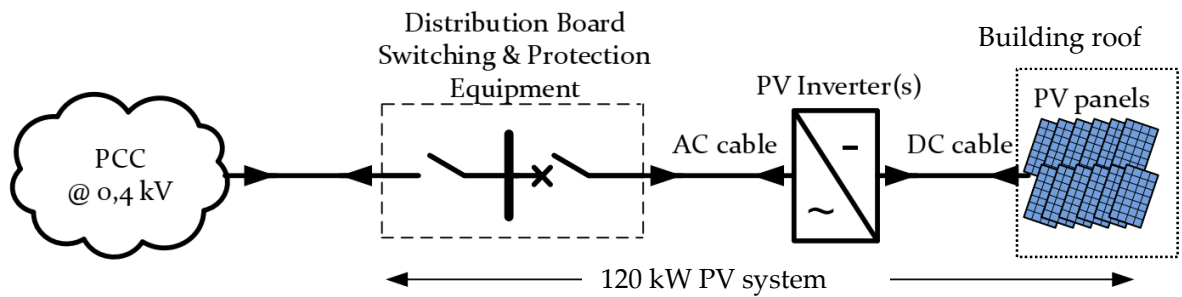 Distribution Board
Switching & Protection
Equipment
Building roof
PV Inverter(s)
PV panels
PCC
@ 0,4 kV
AC cable
DC cable
-
~
120 kW PV system